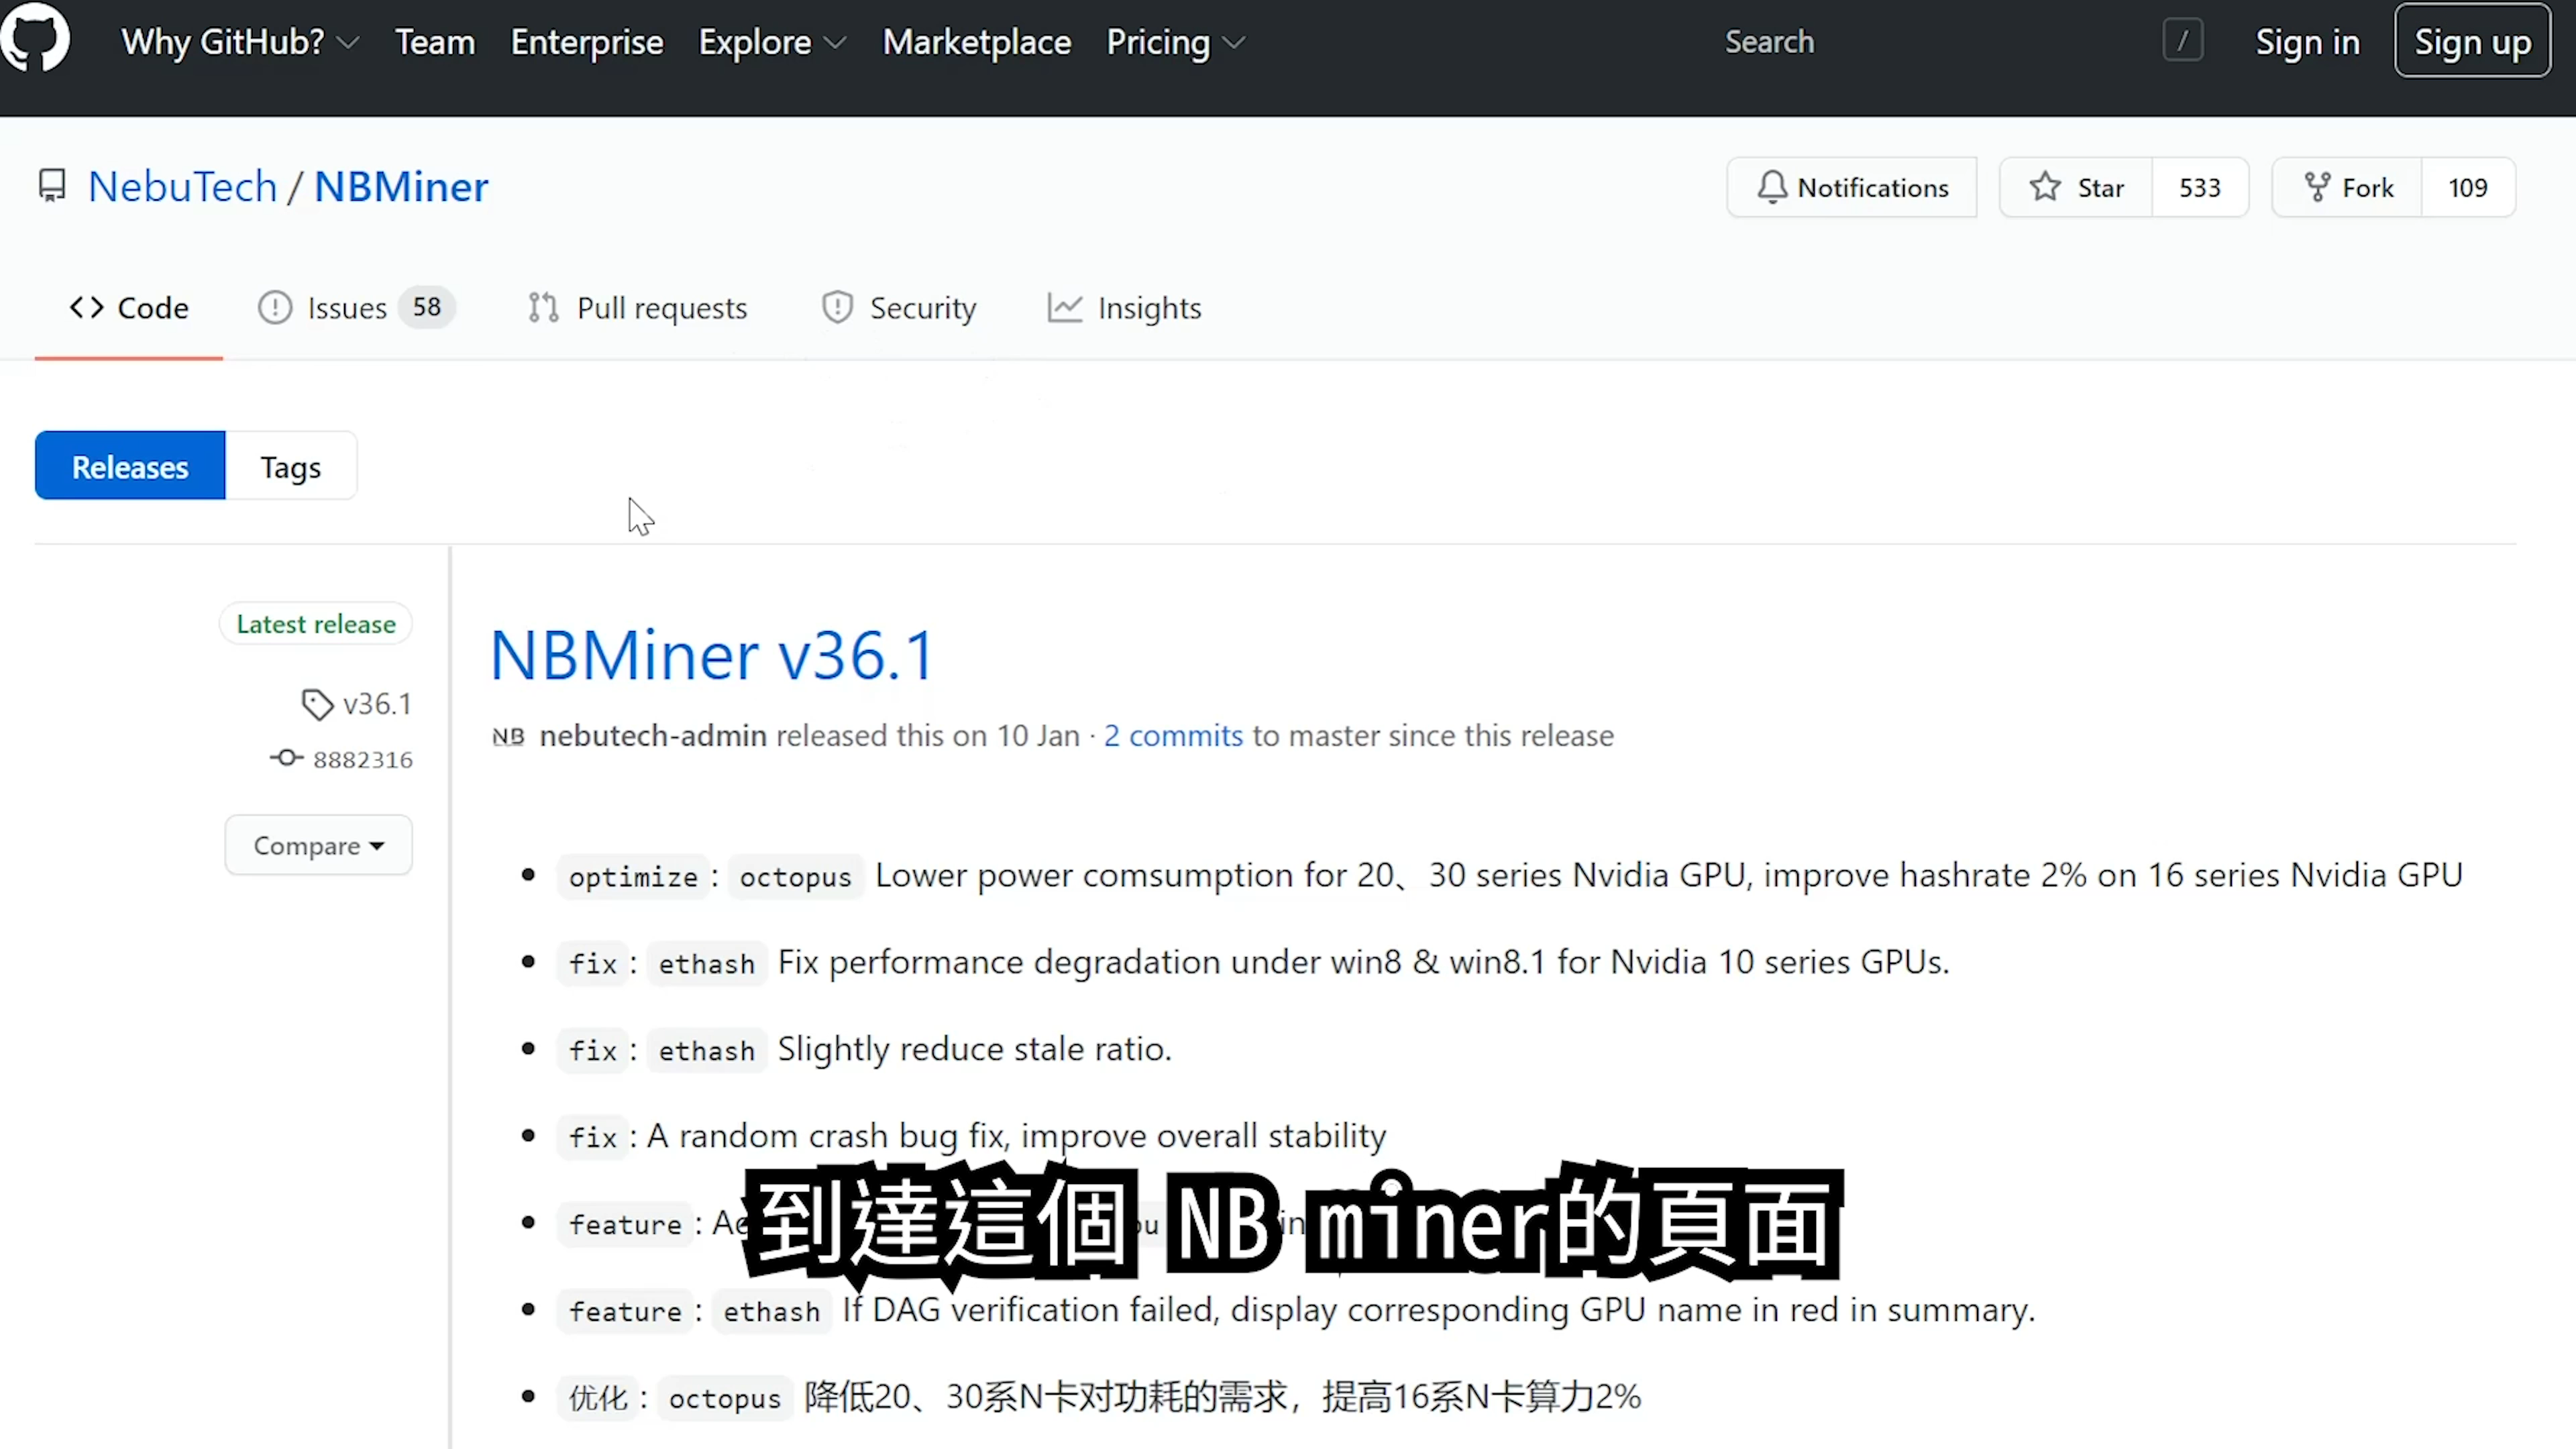 Why GitHub? Team Enterprise Explore Marketplace Pricing Search / Sign in Sign up
NebuTech / NBMiner Notifications Star 533 Fork 109
Code Issues 58 Pull requests Security Insights
Releases Tags
Latest release
v36.1
8882316
Compare
NBMiner v36.1
NB nebutech-admin released this on 10 Jan · 2 commits to master since this release
optimize : octopus Lower power comsumption for 20、30 series Nvidia GPU, improve hashrate 2% on 16 series Nvidia GPU
fix : ethash Fix performance degradation under win8 & win8.1 for Nvidia 10 series GPUs.
fix : ethash Slightly reduce stale ratio.
fix : A random crash bug fix, improve overall stability
feature :
到達這個 NB miner的頁面
feature : ethash If DAG verification failed, display corresponding GPU name in red in summary.
优化 : octopus 降低20、30系N卡对功耗的需求，提高16系N卡算力2%